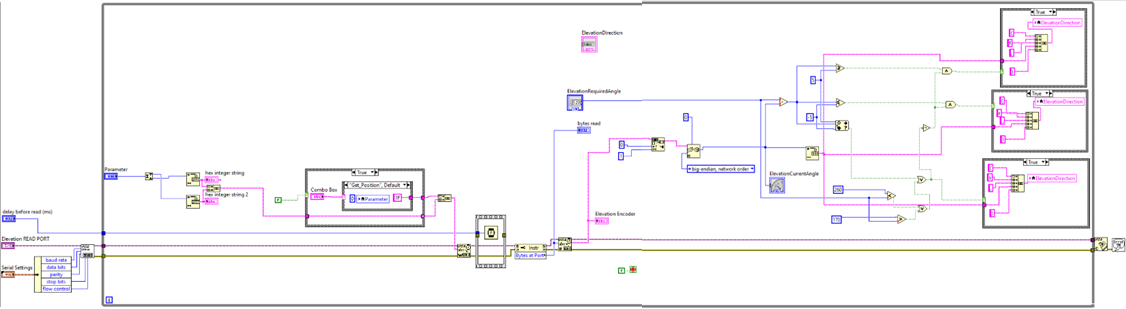 True
ElevationDirection
ElevationDirection
ElevationRequiredAngle
True
ElevationDirection
bytes read
big-endian, network order
ElevationCurrentAngle
True
ElevationDirection
Parameter
hex integer string
hex integer string 2
True
"Get_Position", Default
Combo Box
Parameter
delay before read (ms)
Elevation Encoder
Elevation READ PORT
Instr
Bytes at Port
Serial Settings
baud rate
data bits
parity
stop bits
flow control